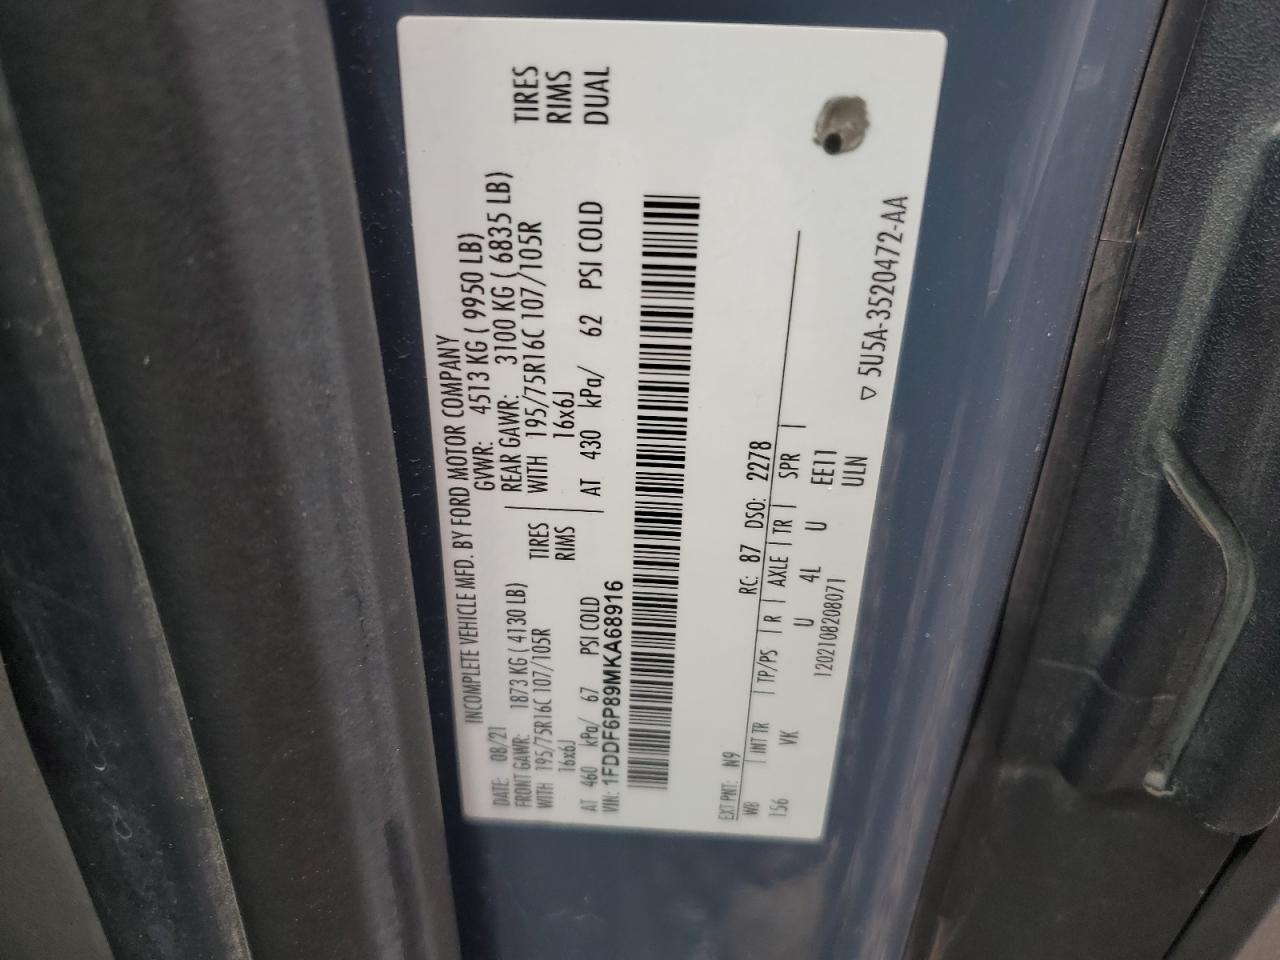 INCOMPLETE VEHICLE MFD. BY FORD MOTOR COMPANY
DATE: 08/21 GVWR: 4513 KG ( 9950 LB)
FRONT GAWR: 1873 KG ( 4130 LB) REAR GAWR: 3100 KG ( 6835 LB)
WITH 195/75R16C 107/105R TIRES WITH 195/75R16C 107/105R TIRES
16x6J RIMS 16x6J RIMS
AT 460 kPa/ 67 PSI COLD AT 430 kPa/ 62 PSI COLD DUAL
VIN: 1FDDF6P89MKA68916
EXT PNT: N9 RC: 87 DSO: 2278
WB INT TR TP/PS R AXLE TR SPR
156 VK U 4L U EE11
1202108208071 ULN
▽ 5U5A-3520472-AA